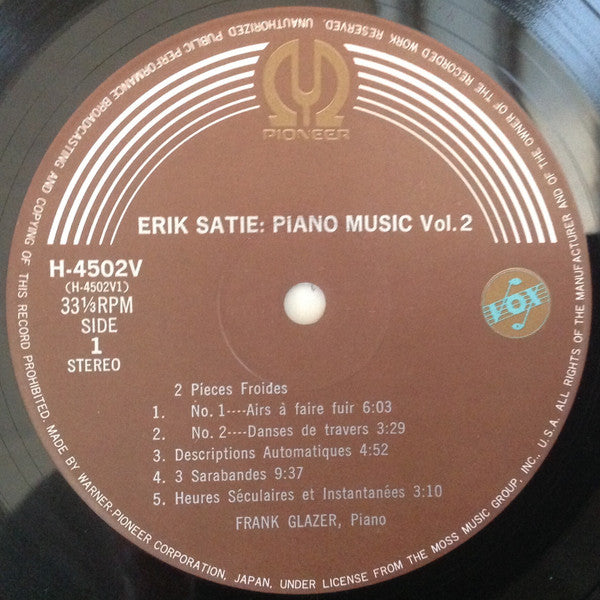 UNAUTHORIZED PUBLIC PERFORMANCE BROADCASTING AND COPYING OF THIS RECORD PROHIBITED. MADE BY WARNER-PIONEER CORPORATION, JAPAN, UNDER LICENSE FROM THE MOSS MUSIC GROUP, INC., U.S.A. ALL RIGHTS OF THE MANUFACTURER AND OF THE OWNER OF THE RECORDED WORK RESERVED.
PIONEER
ERIK SATIE: PIANO MUSIC Vol. 2
H-4502V
(H-4502V1)
33⅓RPM
SIDE
1
STEREO
VOX
2 Pieces Froides
1. No. 1----Airs à faire fuir 6:03
2. No. 2----Danses de travers 3:29
3. Descriptions Automatiques 4:52
4. 3 Sarabandes 9:37
5. Heures Séculaires et Instantanées 3:10
FRANK GLAZER, Piano